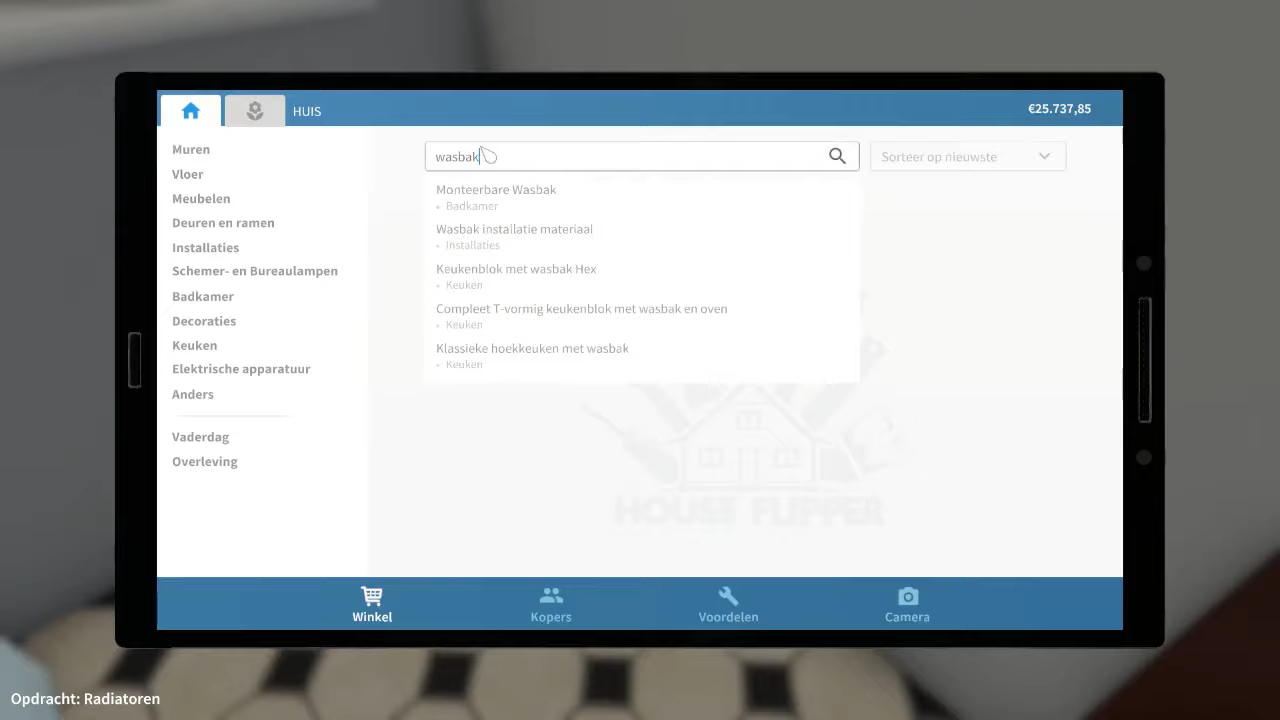 HUIS
€25.737,85
Muren
Vloer
Meubelen
Deuren en ramen
Installaties
Schemer- en Bureaulampen
Badkamer
Decoraties
Keuken
Elektrische apparatuur
Anders
Vaderdag
Overleving
wasbak
Sorteer op nieuwste
Monteerbare Wasbak
• Badkamer
Wasbak installatie materiaal
• Installaties
Keukenblok met wasbak Hex
• Keuken
Compleet T-vormig keukenblok met wasbak en oven
• Keuken
Klassieke hoekkeuken met wasbak
• Keuken
HOUSE FLIPPER
Winkel
Kopers
Voordelen
Camera
Opdracht: Radiatoren